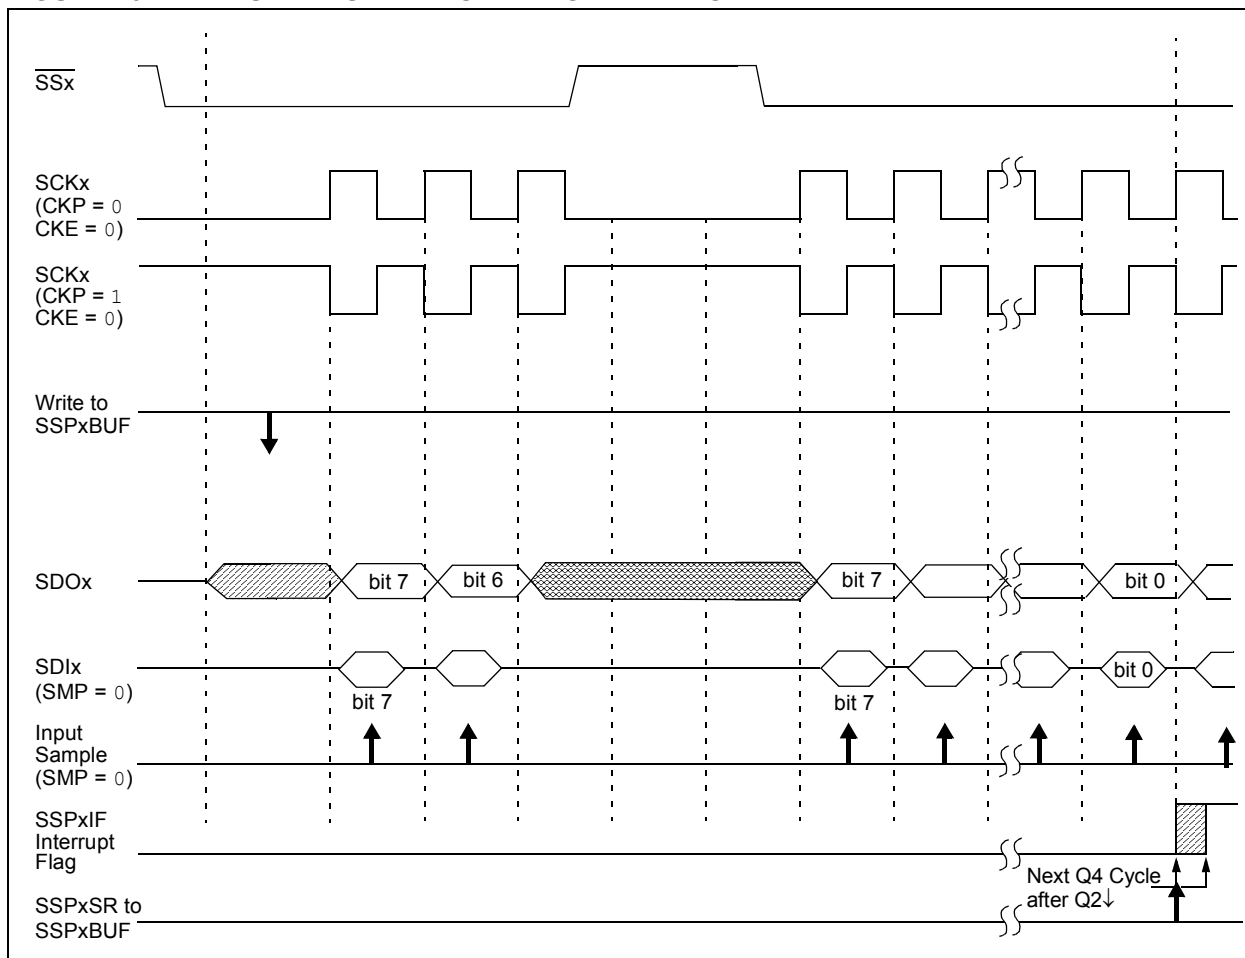 SSx
SCKx
(CKP = 0
CKE = 0)
SCKx
(CKP = 1
CKE = 0)
Write to
SSPxBUF
SDOx
bit 7
bit 6
bit 7
bit 0
SDIx
(SMP = 0)
bit 7
bit 7
bit 0
Input
Sample
(SMP = 0)
SSPxIF
Interrupt
Flag
Next Q4 Cycle
after Q2↓
SSPxSR to
SSPxBUF